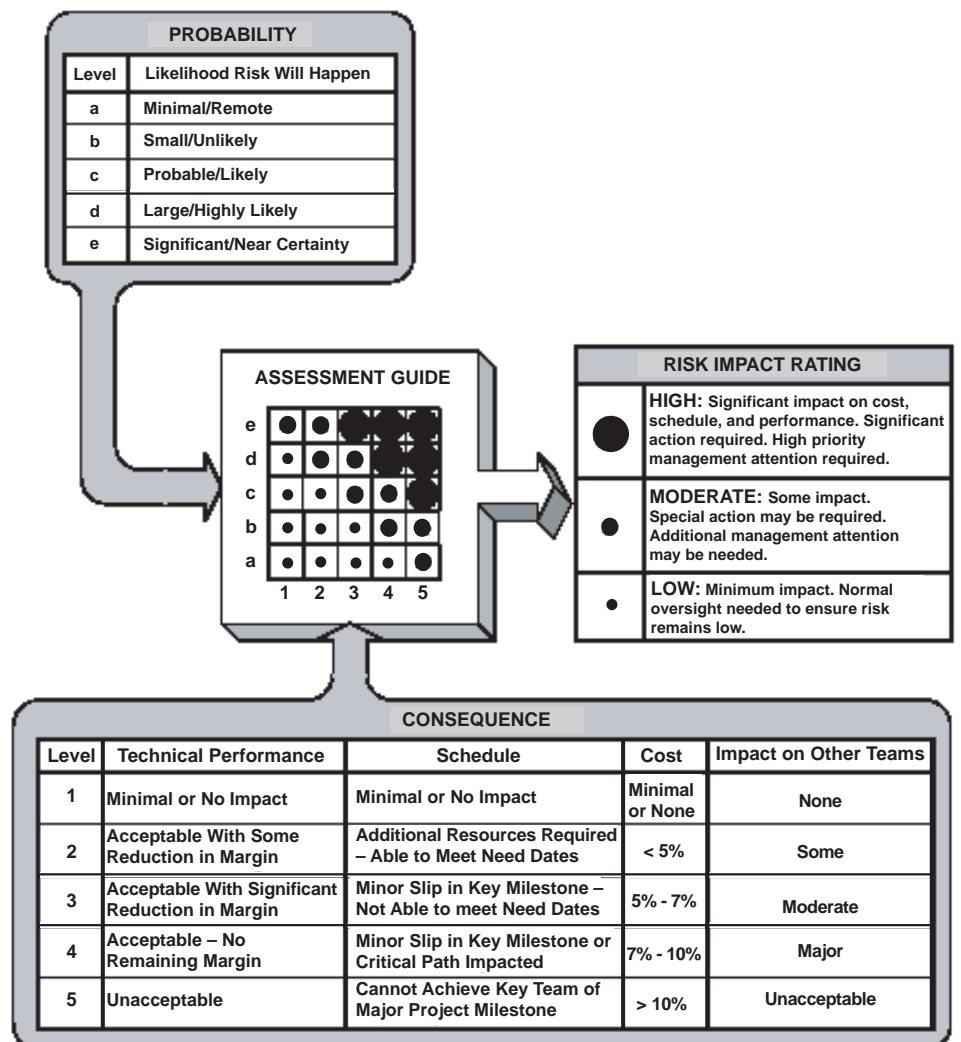 PROBABILITY
Level Likelihood Risk Will Happen
a Minimal/Remote
b Small/Unlikely
c Probable/Likely
d Large/Highly Likely
e Significant/Near Certainty
ASSESSMENT GUIDE
e
d
c
b
a
1 2 3 4 5
RISK IMPACT RATING
HIGH: Significant impact on cost,
schedule, and performance. Significant
action required. High priority
management attention required.
MODERATE: Some impact.
Special action may be required.
Additional management attention
may be needed.
LOW: Minimum impact. Normal
oversight needed to ensure risk
remains low.
CONSEQUENCE
Level Technical Performance Schedule Cost Impact on Other Teams
1 Minimal or No Impact Minimal or No Impact Minimal
or None None
2 Acceptable With Some
Reduction in Margin Additional Resources Required
– Able to Meet Need Dates < 5% Some
3 Acceptable With Significant
Reduction in Margin Minor Slip in Key Milestone –
Not Able to meet Need Dates 5% - 7% Moderate
4 Acceptable – No
Remaining Margin Minor Slip in Key Milestone or
Critical Path Impacted 7% - 10% Major
5 Unacceptable Cannot Achieve Key Team of
Major Project Milestone > 10% Unacceptable